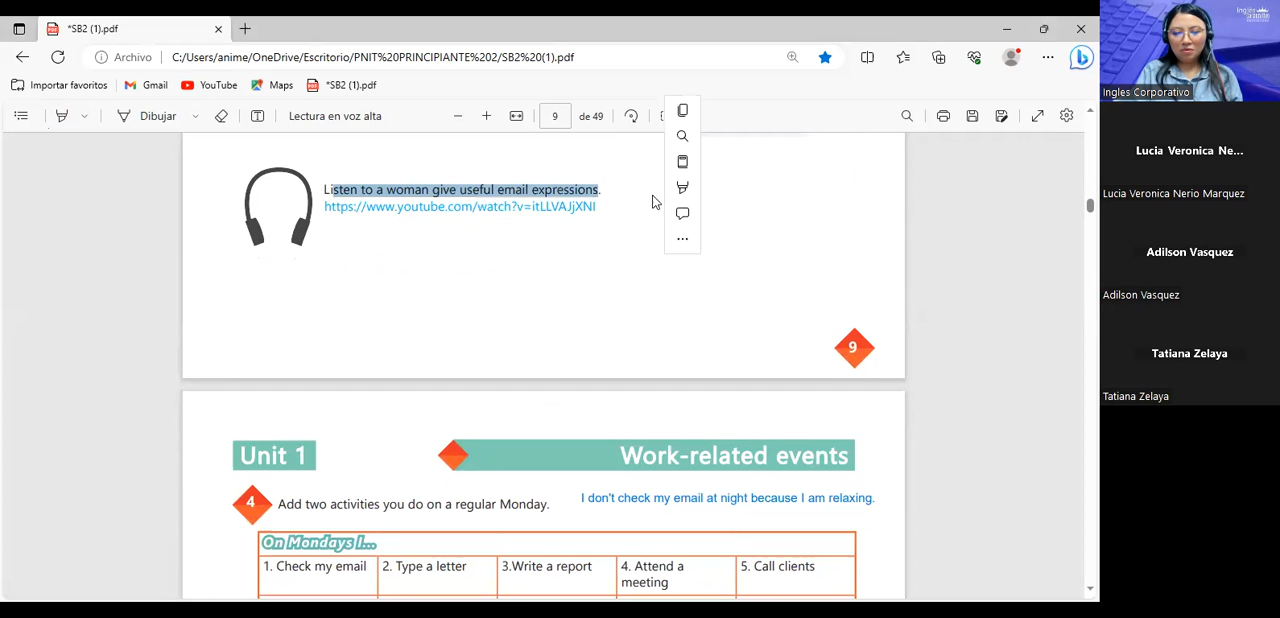 *SB2 (1).pdf
Archivo
C:/Users/anime/OneDrive/Escritorio/PNIT%20PRINCIPIANTE%202/SB2%20(1).pdf
Importar favoritos
Gmail
YouTube
Maps
*SB2 (1).pdf
Dibujar
Lectura en voz alta
9
de 49
Listen to a woman give useful email expressions.
https://www.youtube.com/watch?v=itLLVAJjXNI
9
Unit 1
Work-related events
4
Add two activities you do on a regular Monday.
I don't check my email at night because I am relaxing.
On Mondays I...
1. Check my email
2. Type a letter
3.Write a report
4. Attend a
meeting
5. Call clients
Ingles Corporativo
Lucia Veronica Ne...
Lucia Veronica Nerio Marquez
Adilson Vasquez
Adilson Vasquez
Tatiana Zelaya
Tatiana Zelaya